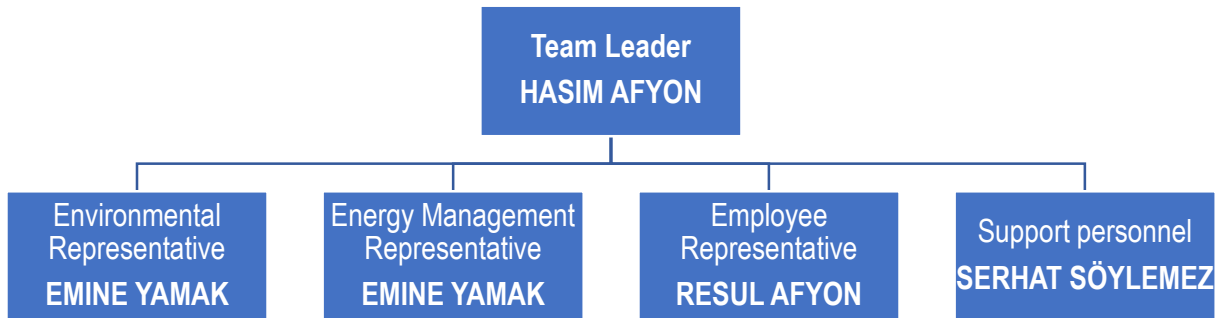 Team Leader
HASIM AFYON
Environmental
Representative
EMINE YAMAK
Energy Management
Representative
EMINE YAMAK
Employee
Representative
RESUL AFYON
Support personnel
SERHAT SÖYLEMEZ